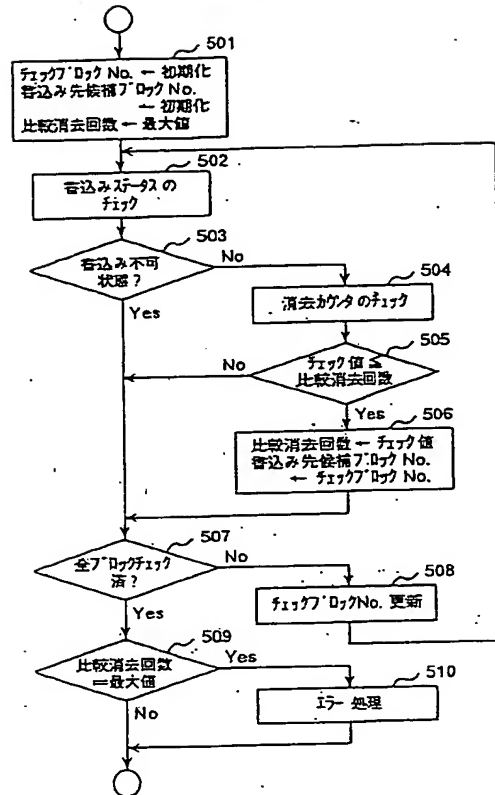 501
チェックブロック No. ← 初期化
書込み先候補ブロック No.
← 初期化
比較消去回数 ← 最大値
502
書込みステータスの
チェック
503
書込み不可
状態?
No
Yes
504
消去カウンタのチェック
505
チェック値 ≦
比較消去回数
No
Yes
506
比較消去回数 ← チェック値
書込み先候補ブロック No.
← チェックブロック No.
507
全ブロックチェック
済?
No
Yes
508
チェックブロックNo. 更新
509
比較消去回数
=最大値
Yes
No
510
エラー処理